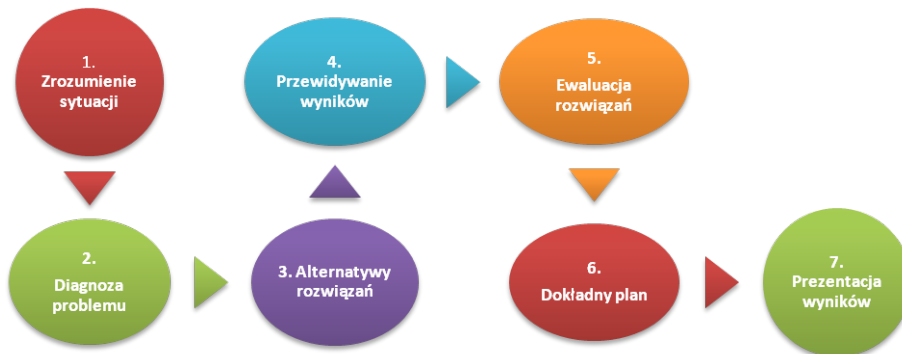 1.
Zrozumienie
sytuacji
2.
Diagnoza
problemu
3. Alternatywy
rozwiązań
4.
Przewidywanie
wyników
5.
Ewaluacja
rozwiązań
6.
Dokładny plan
7.
Prezentacja
wyników